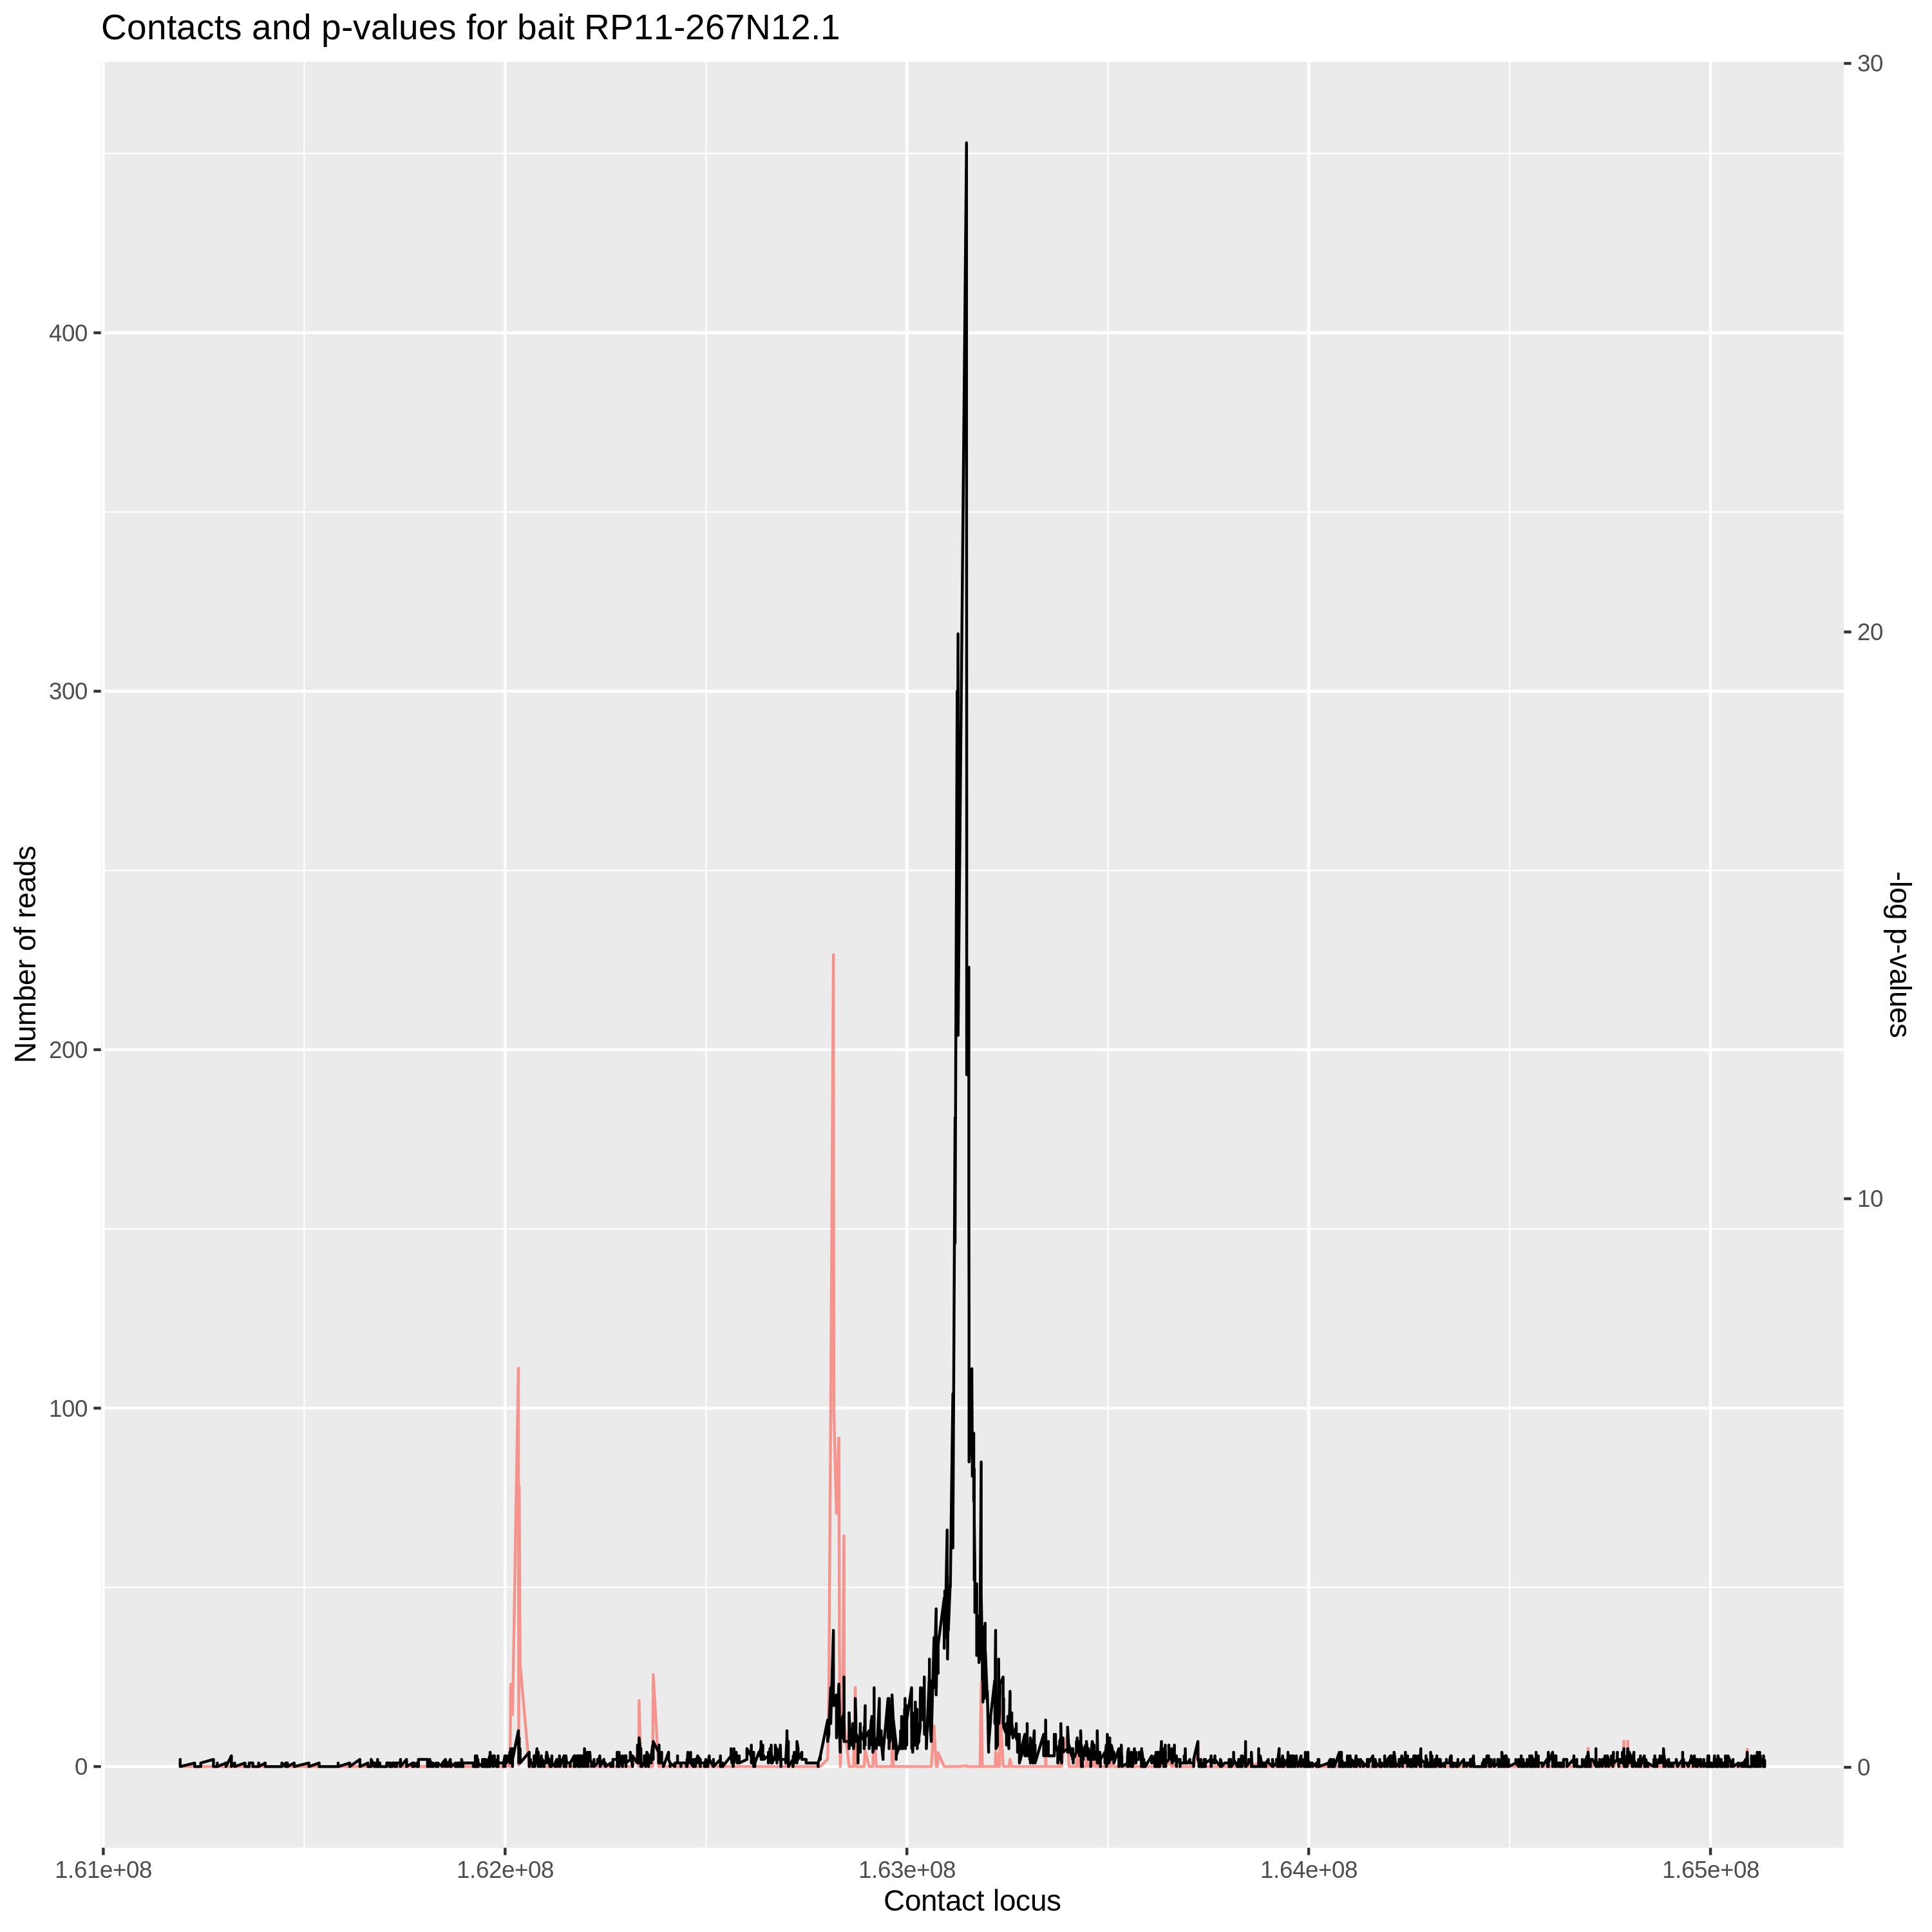 Contacts and p-values for bait RP11-267N12.1
30
400
20
300
Number of reads
-log p-values
200
10
100
0
0
1.61e+08
1.62e+08
1.63e+08
1.64e+08
1.65e+08
Contact locus